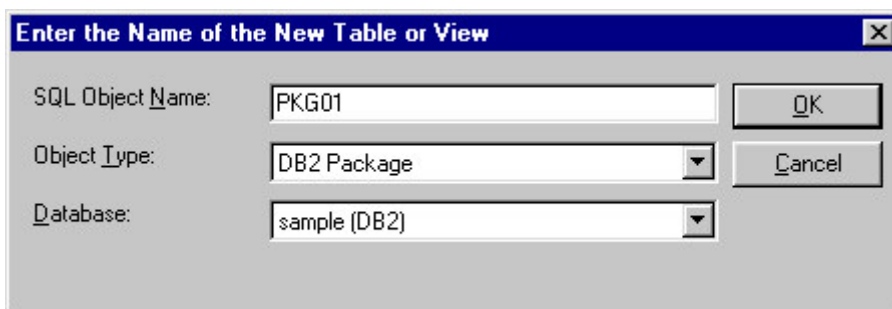 Enter the Name of the New Table or View
SQL Object Name: PKG01 OK
Object Type: DB2 Package Cancel
Database: sample (DB2)